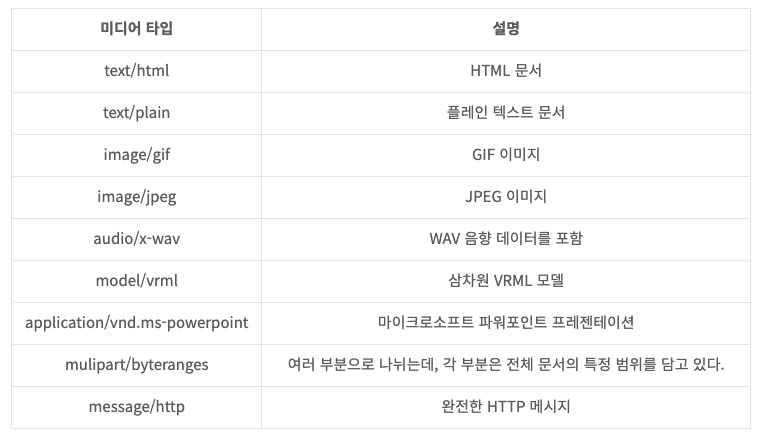 미디어 타입 설명
text/html HTML 문서
text/plain 플레인 텍스트 문서
image/gif GIF 이미지
image/jpeg JPEG 이미지
audio/x-wav WAV 음향 데이터를 포함
model/vrml 삼차원 VRML 모델
application/vnd.ms-powerpoint 마이크로소프트 파워포인트 프레젠테이션
mulipart/byteranges 여러 부분으로 나뉘는데, 각 부분은 전체 문서의 특정 범위를 담고 있다.
message/http 완전한 HTTP 메시지